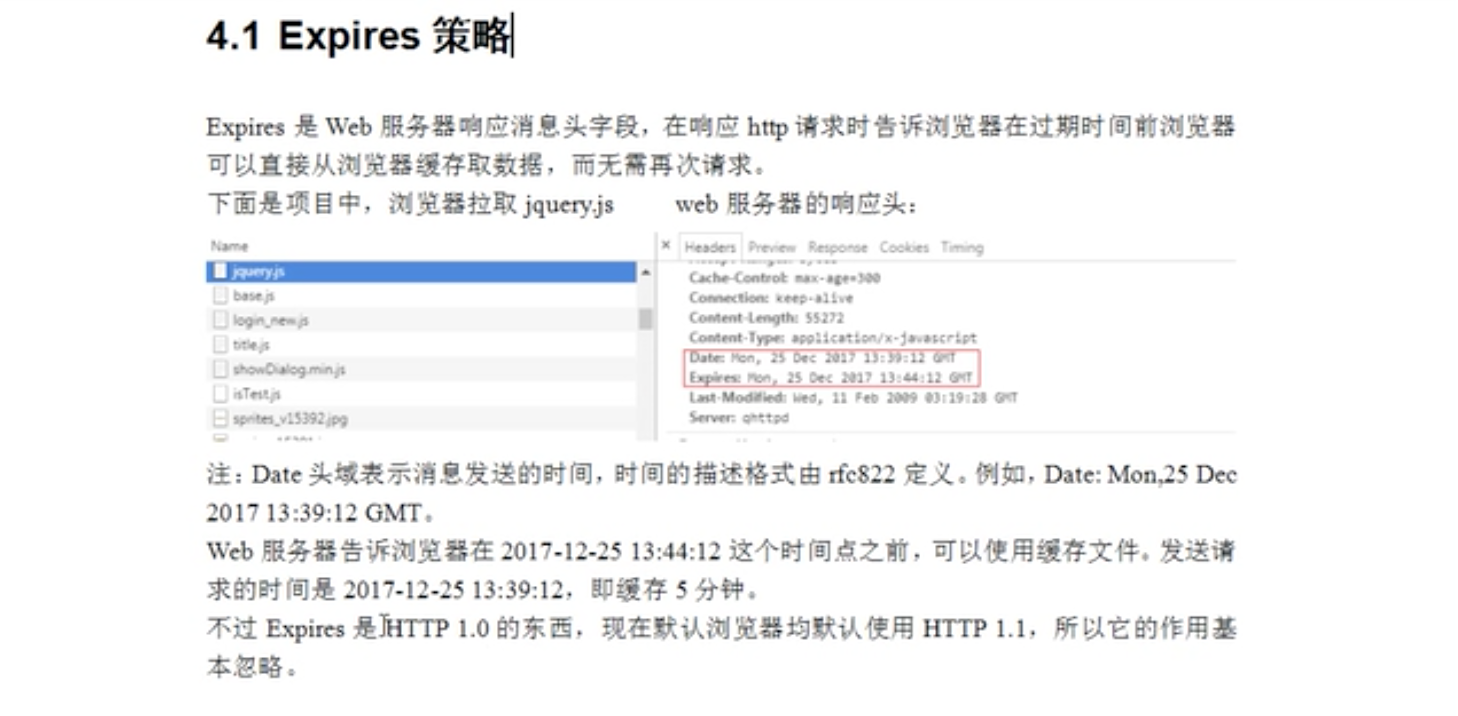 4.1 Expires 策略
Expires 是 Web 服务器响应消息头字段，在响应 http 请求时告诉浏览器在过期时间前浏览器
可以直接从浏览器缓存取数据，而无需再次请求。
下面是项目中，浏览器拉取 jquery.js web 服务器的响应头：
Name
jquery.js
base.js
login_new.js
title.js
showDialog.min.js
isTest.js
sprites_v15392.jpg
× Headers Preview Response Cookies Timing
Cache-Control: max-age=300
Connection: keep-alive
Content-Length: 55272
Content-Type: application/x-javascript
Date: Mon, 25 Dec 2017 13:39:12 GMT
Expires: Mon, 25 Dec 2017 13:44:12 GMT
Last-Modified: Wed, 11 Feb 2009 03:19:28 GMT
Server: qhttpd
注：Date 头域表示消息发送的时间，时间的描述格式由 rfc822 定义。例如，Date: Mon,25 Dec
2017 13:39:12 GMT。
Web 服务器告诉浏览器在 2017-12-25 13:44:12 这个时间点之前，可以使用缓存文件。发送请
求的时间是 2017-12-25 13:39:12，即缓存 5 分钟。
不过 Expires 是 HTTP 1.0 的东西，现在默认浏览器均默认使用 HTTP 1.1，所以它的作用基
本忽略。